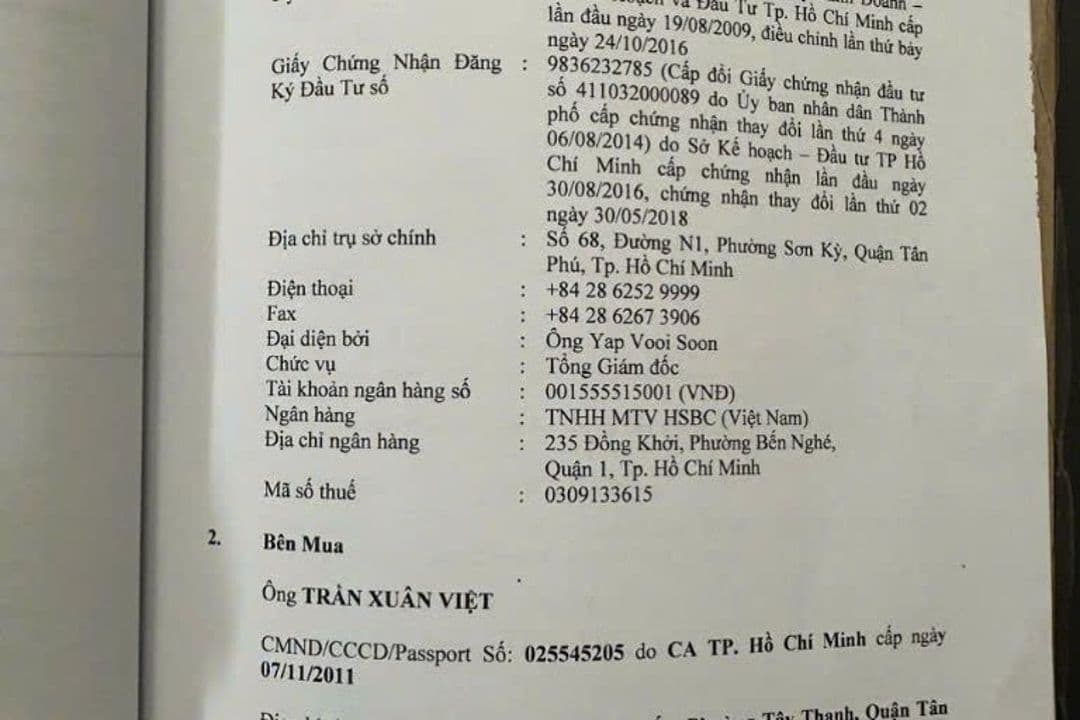 Doanh –
và Đầu Tư Tp. Hồ Chí Minh cấp
lần đầu ngày 19/08/2009, điều chỉnh lần thứ bảy
ngày 24/10/2016
Giấy Chứng Nhận Đăng : 9836232785 (Cấp đổi Giấy chứng nhận đầu tư
Ký Đầu Tư số số 411032000089 do Ủy ban nhân dân Thành
phố cấp chứng nhận thay đổi lần thứ 4 ngày
06/08/2014) do Sở Kế hoạch – Đầu tư TP Hồ
Chí Minh cấp chứng nhận lần đầu ngày
30/08/2016, chứng nhận thay đổi lần thứ 02
ngày 30/05/2018
Địa chỉ trụ sở chính : Số 68, Đường N1, Phường Sơn Kỳ, Quận Tân
Phú, Tp. Hồ Chí Minh
Điện thoại : +84 28 6252 9999
Fax : +84 28 6267 3906
Đại diện bởi : Ông Yap Vooi Soon
Chức vụ : Tổng Giám đốc
Tài khoản ngân hàng số : 001555515001 (VNĐ)
Ngân hàng : TNHH MTV HSBC (Việt Nam)
Địa chỉ ngân hàng : 235 Đồng Khởi, Phường Bến Nghé,
Quận 1, Tp. Hồ Chí Minh
Mã số thuế : 0309133615
2. Bên Mua
Ông TRẦN XUÂN VIỆT
CMND/CCCD/Passport Số: 025545205 do CA TP. Hồ Chí Minh cấp ngày
07/11/2011
Tây Thạnh, Quận Tân